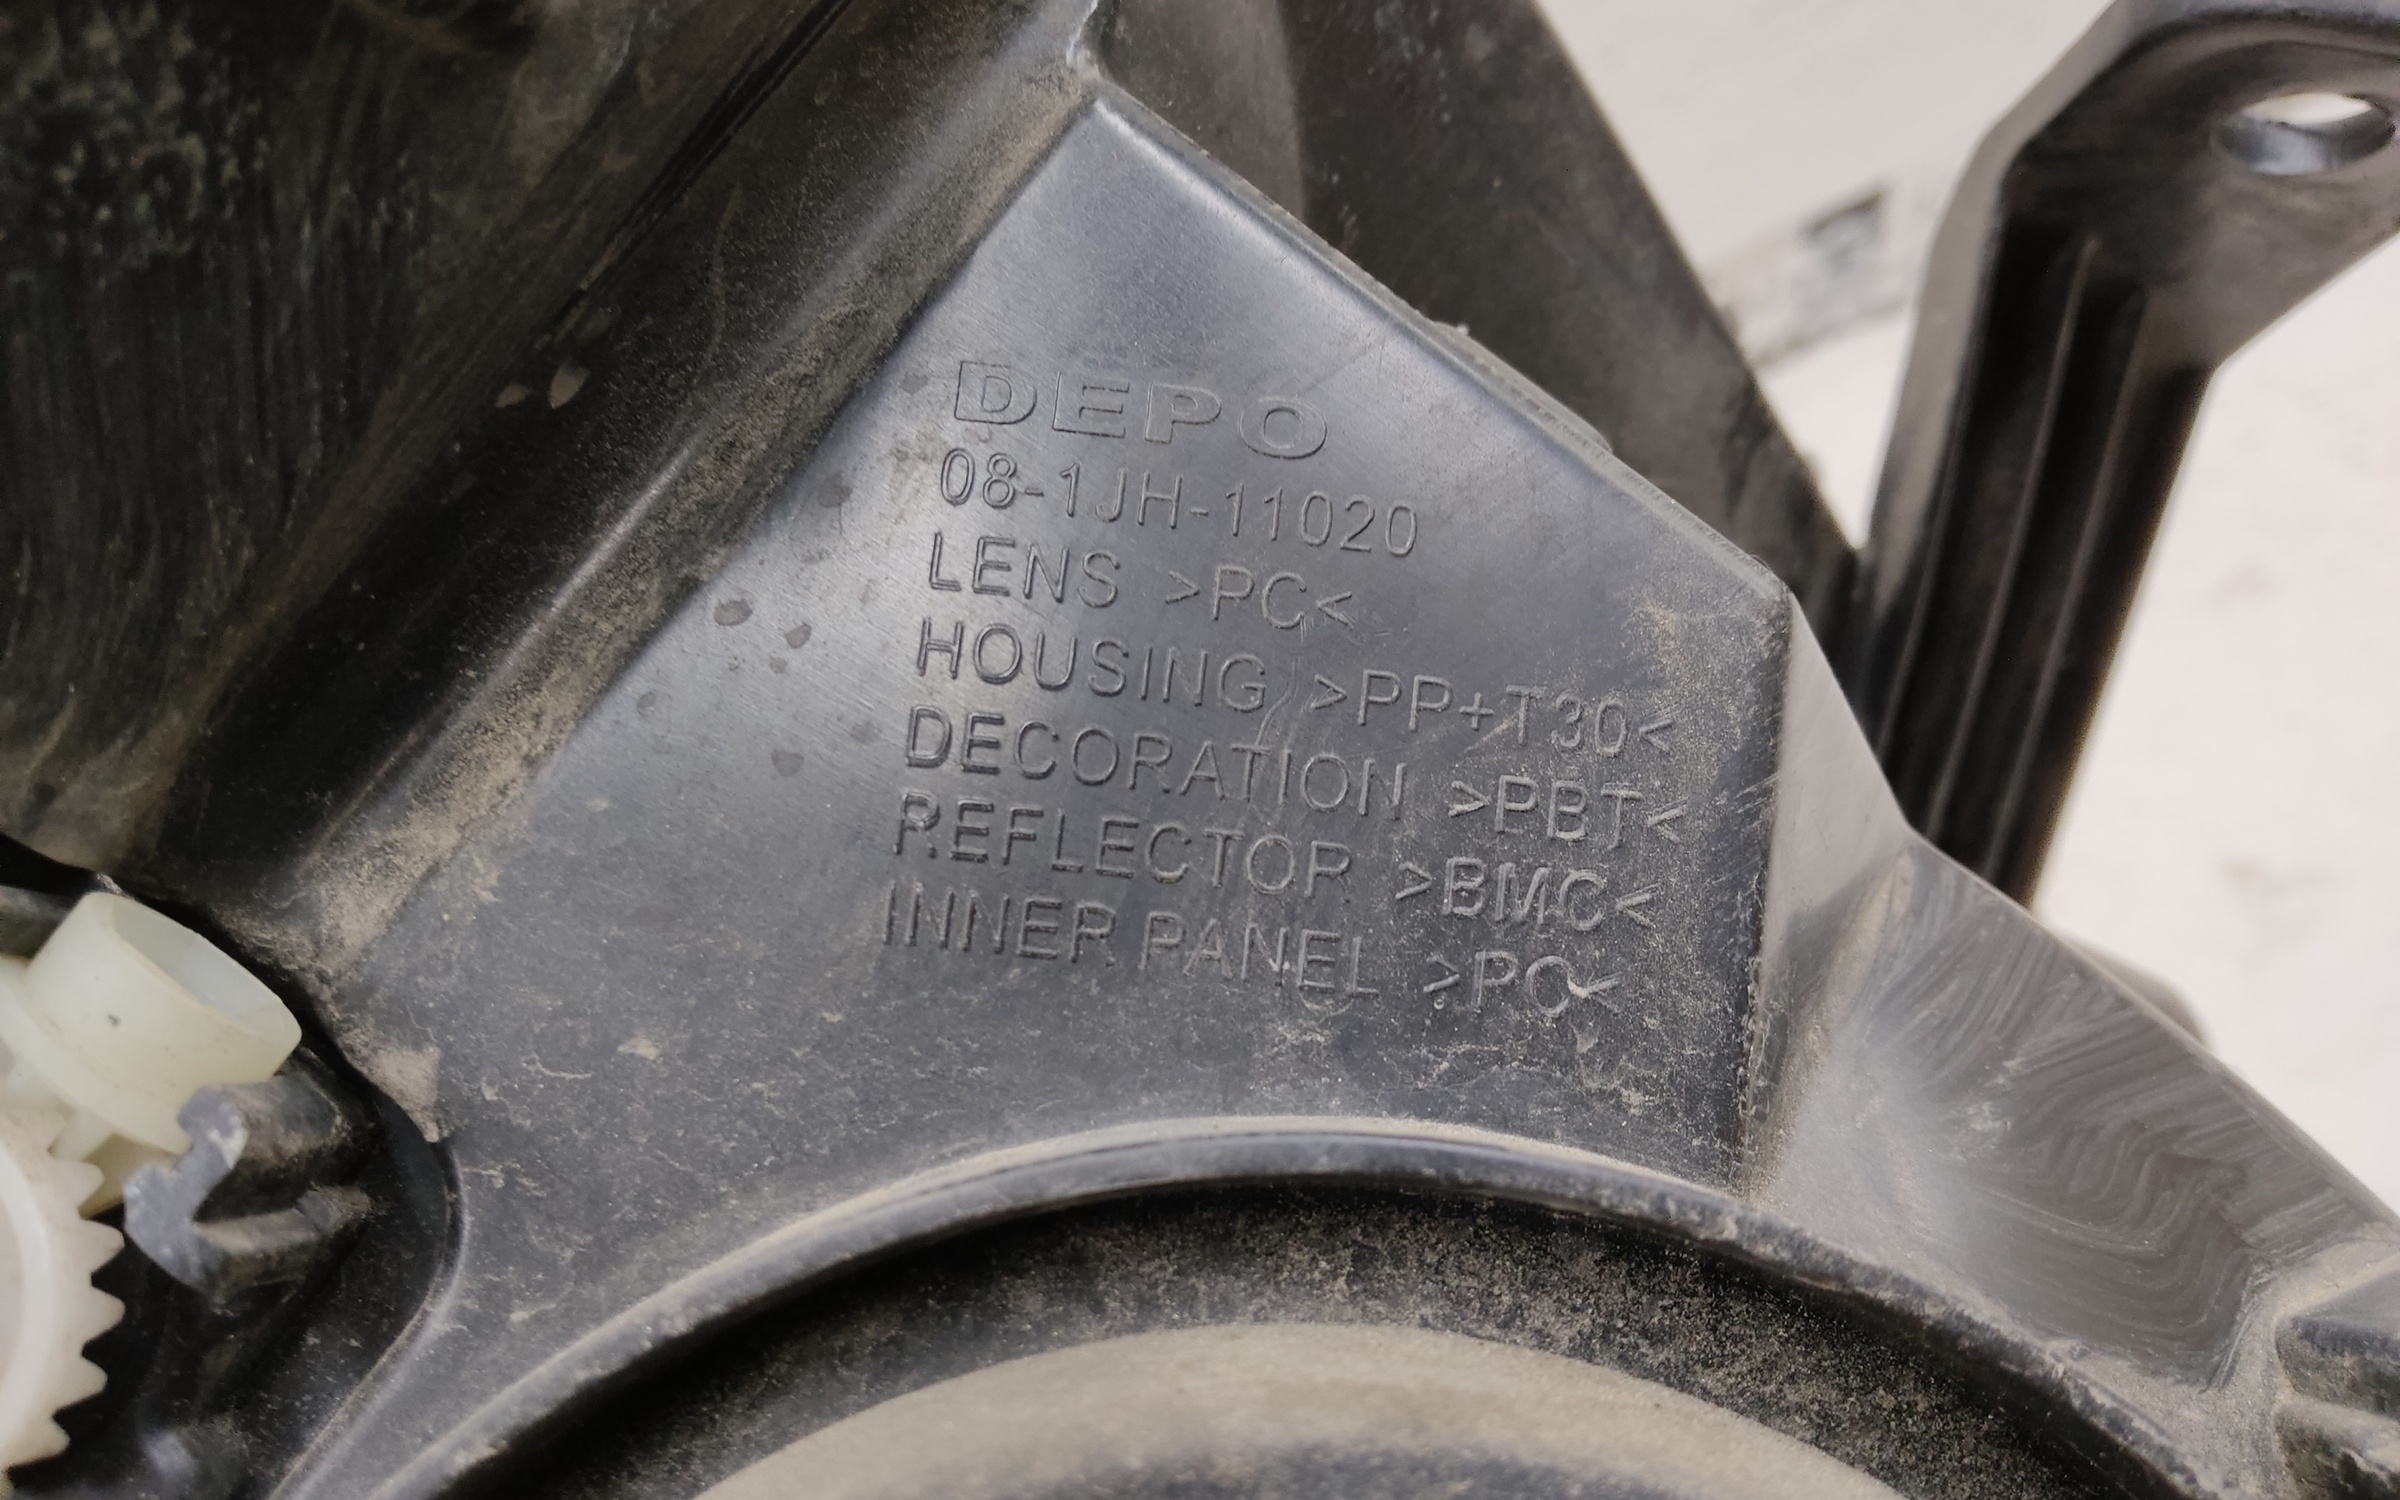 DEPO
08-1JH-11020
LENS >PC<
HOUSING >PP+T30<
DECORATION >PBT<
REFLECTOR >BMC<
INNER PANEL >PC<